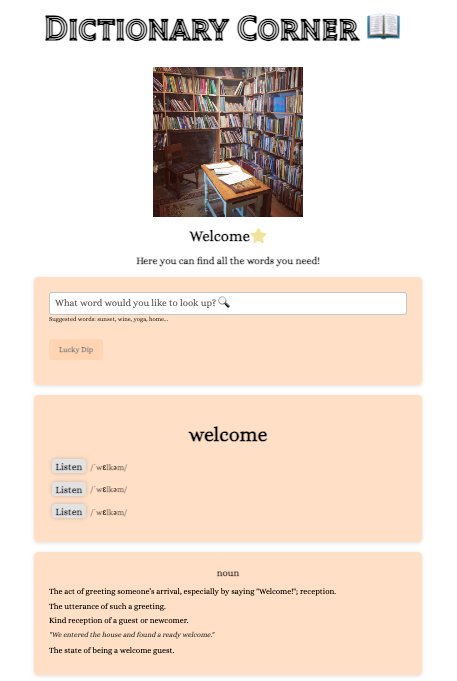 Dictionary Corner 📖
Welcome⭐
Here you can find all the words you need!
What word would you like to look up?🔍
Suggested words: sunset, wine, yoga, home...
Lucky Dip
welcome
Listen /ˈwɛlkəm/
Listen /ˈwɛlkəm/
Listen /ˈwɛlkəm/
noun
The act of greeting someone's arrival, especially by saying "Welcome!"; reception.
The utterance of such a greeting.
Kind reception of a guest or newcomer.
"We entered the house and found a ready welcome."
The state of being a welcome guest.